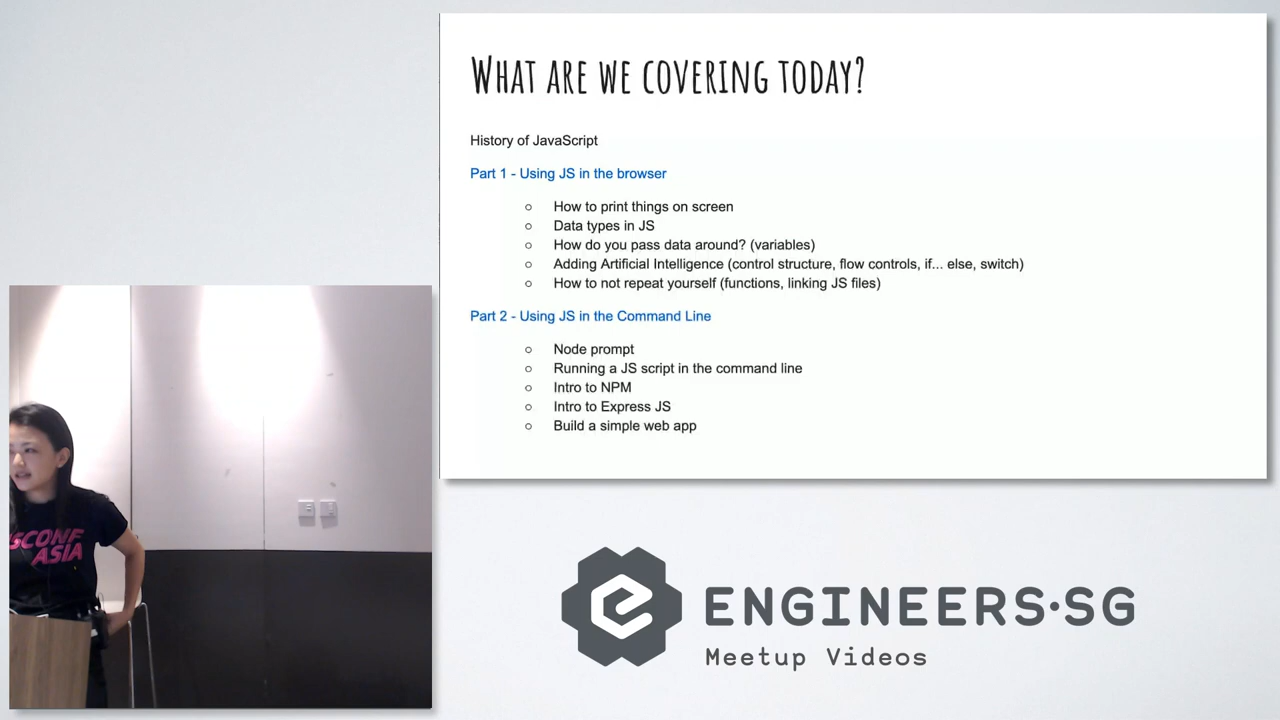 WHAT ARE WE COVERING TODAY?
History of JavaScript
Part 1 - Using JS in the browser
○ How to print things on screen
○ Data types in JS
○ How do you pass data around? (variables)
○ Adding Artificial Intelligence (control structure, flow controls, if... else, switch)
○ How to not repeat yourself (functions, linking JS files)
Part 2 - Using JS in the Command Line
○ Node prompt
○ Running a JS script in the command line
○ Intro to NPM
○ Intro to Express JS
○ Build a simple web app
SCONF
ASIA
ENGINEERS·SG
Meetup Videos